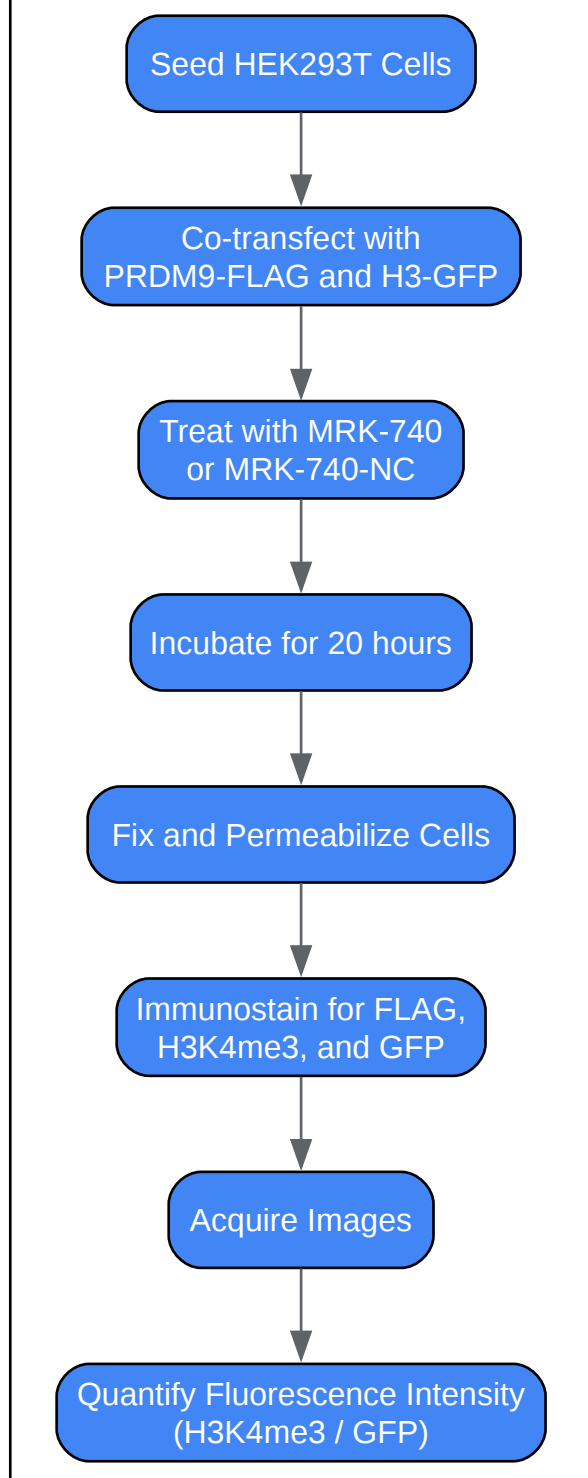 Seed HEK293T Cells
Co-transfect with
PRDM9-FLAG and H3-GFP
Treat with MRK-740
or MRK-740-NC
Incubate for 20 hours
Fix and Permeabilize Cells
Immunostain for FLAG,
H3K4me3, and GFP
Acquire Images
Quantify Fluorescence Intensity
(H3K4me3 / GFP)